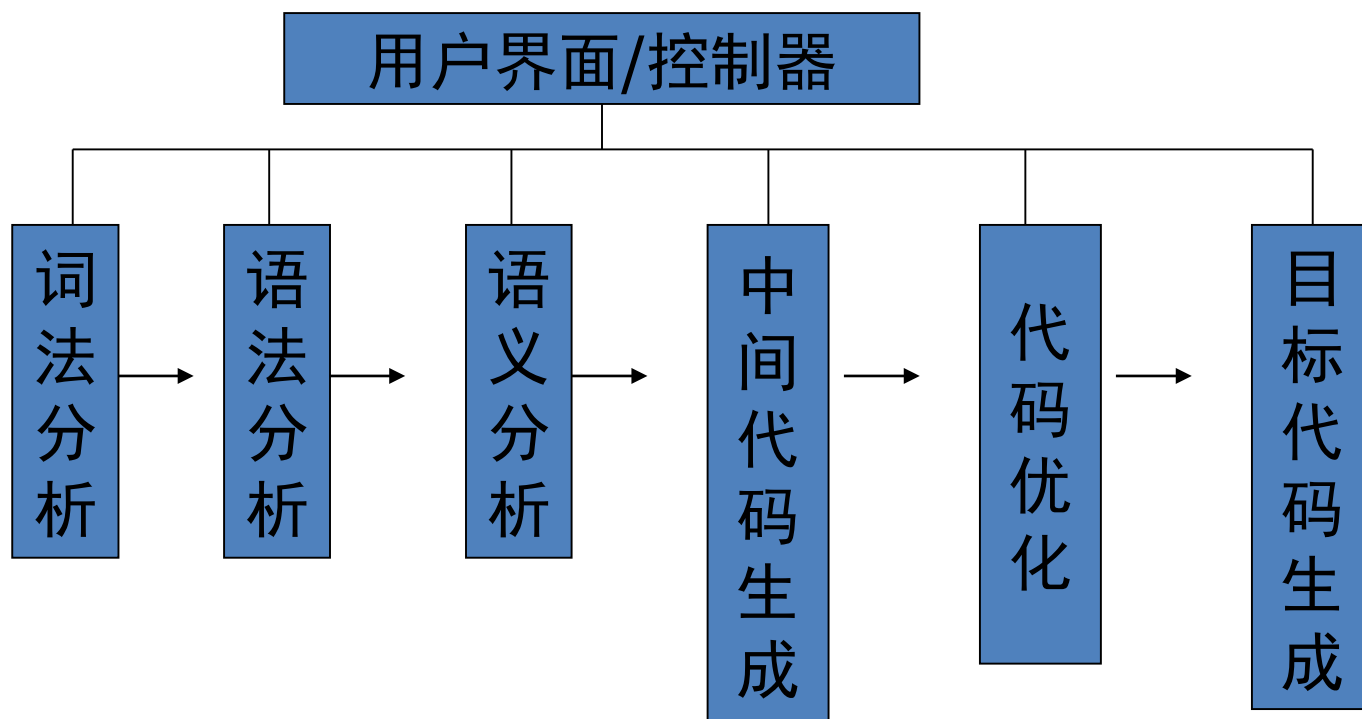 用户界面/控制器
词法分析
语法分析
语义分析
中间代码生成
代码优化
目标代码生成